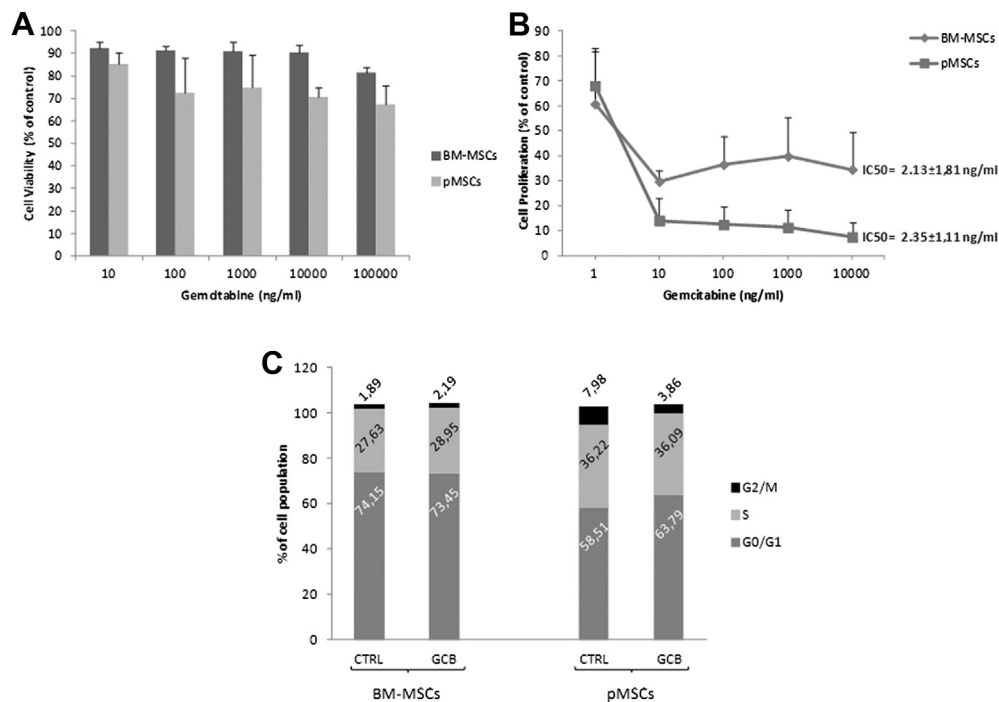 A
Cell Viability (% of control)
100
90
80
70
60
50
40
30
20
10
0
10 100 1000 10000 100000
Gemdtabine (ng/ml)
BM-MSCs
pMSCs
B
Cell Proliferation (% of control)
90
80
70
60
50
40
30
20
10
0
1 10 100 1000 10000
Gemcitabine (ng/ml)
BM-MSCs
pMSCs
IC50= 2.13±1,81 ng/ml
IC50= 2.35±1,11 ng/ml
C
% of cell population
120
100
80
60
40
20
0
1,89 2,19 7,98 3,86
27,63 28,95 36,22 36,09
74,15 73,45 58,51 63,79
CTRL GCB CTRL GCB
BM-MSCs pMSCs
G2/M
S
G0/G1